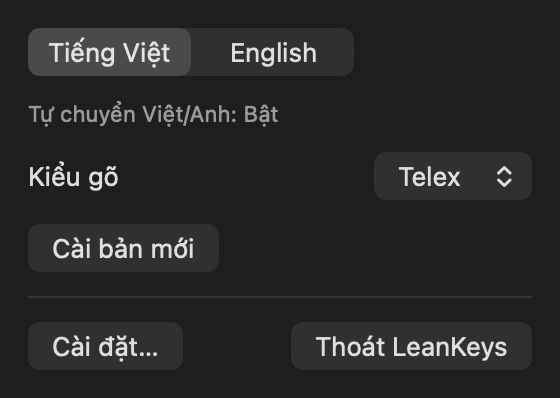 Tiếng Việt English
Tự chuyển Việt/Anh: Bật
Kiểu gõ Telex
Cài bản mới
Cài đặt... Thoát LeanKeys